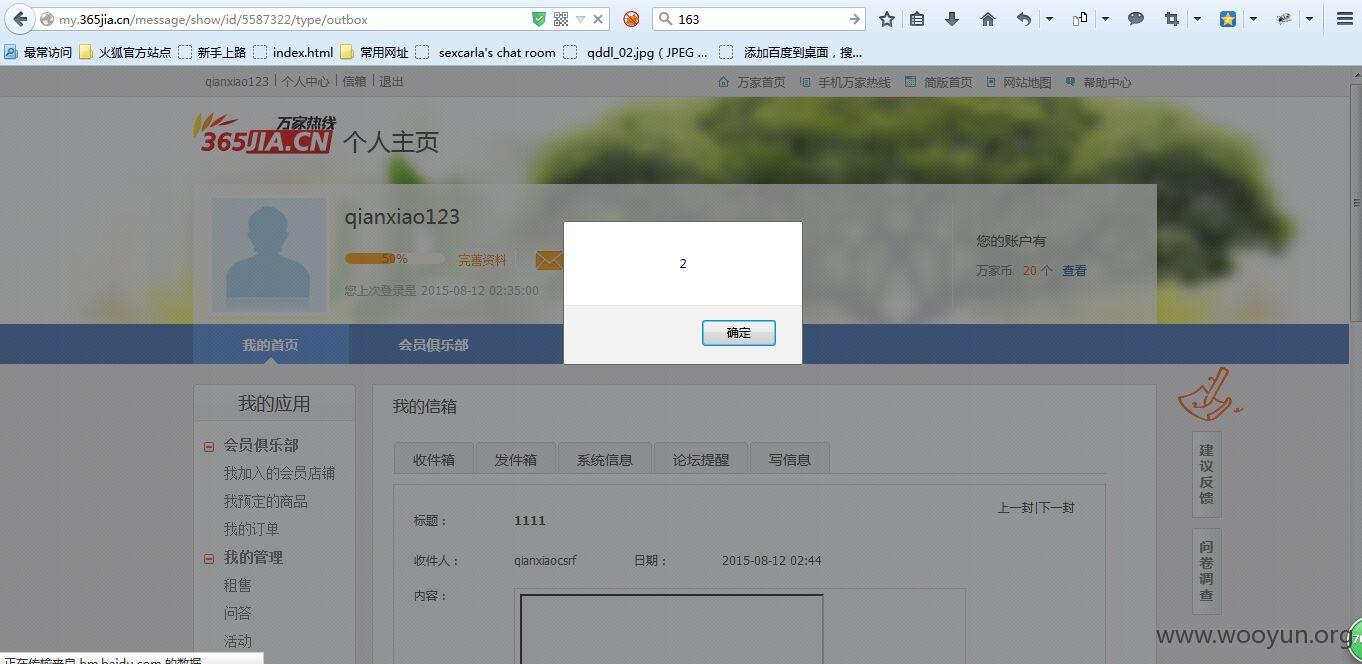 my.365jia.cn/message/show/id/5587322/type/outbox
163
最常访问 火狐官方站点 新手上路 index.html 常用网址 sexcarla's chat room qddl_02.jpg ( JPEG ... 添加百度到桌面，搜...
qianxiao123 | 个人中心 | 信箱 | 退出
万家首页 手机万家热线 简版首页 网站地图 帮助中心
万家热线
365JIA.CN 个人主页
qianxiao123
50% 完善资料
您上次登录是 2015-08-12 02:35:00
您的账户有
万家币 20 个 查看
2
确定
我的首页 会员俱乐部
我的应用
会员俱乐部
我加入的会员店铺
我预定的商品
我的订单
我的管理
租售
问答
活动
我的信箱
收件箱 发件箱 系统信息 论坛提醒 写信息
上一封|下一封
标题： 1111
收件人： qianxiaocsrf 日期： 2015-08-12 02:44
内容：
建议反馈
问卷调查
www.wooyun.org
正在传输来自 hm.baidu.com 的数据